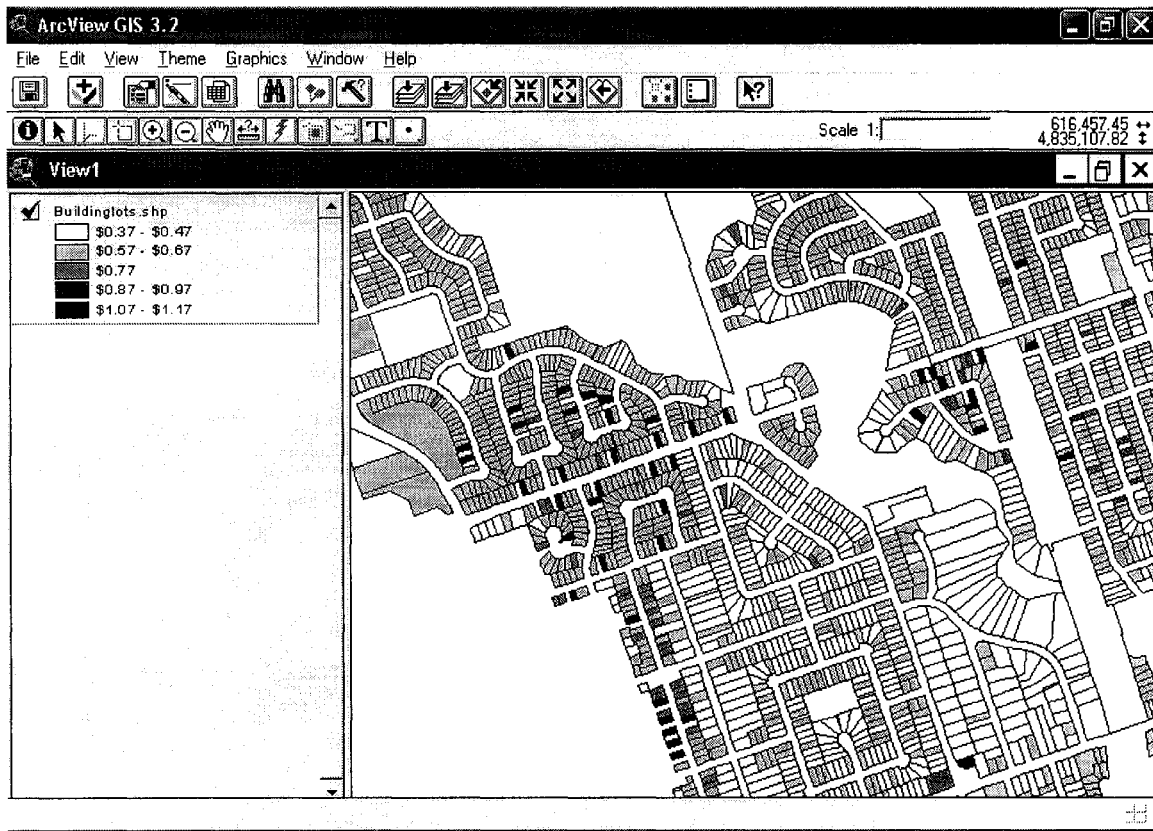 ArcView GIS 3.2
File Edit View Theme Graphics Window Help
Scale 1:
616,457.45
4,835,107.82
View1
Buildinglots.shp
$0.37 - $0.47
$0.57 - $0.67
$0.77
$0.87 - $0.97
$1.07 - $1.17